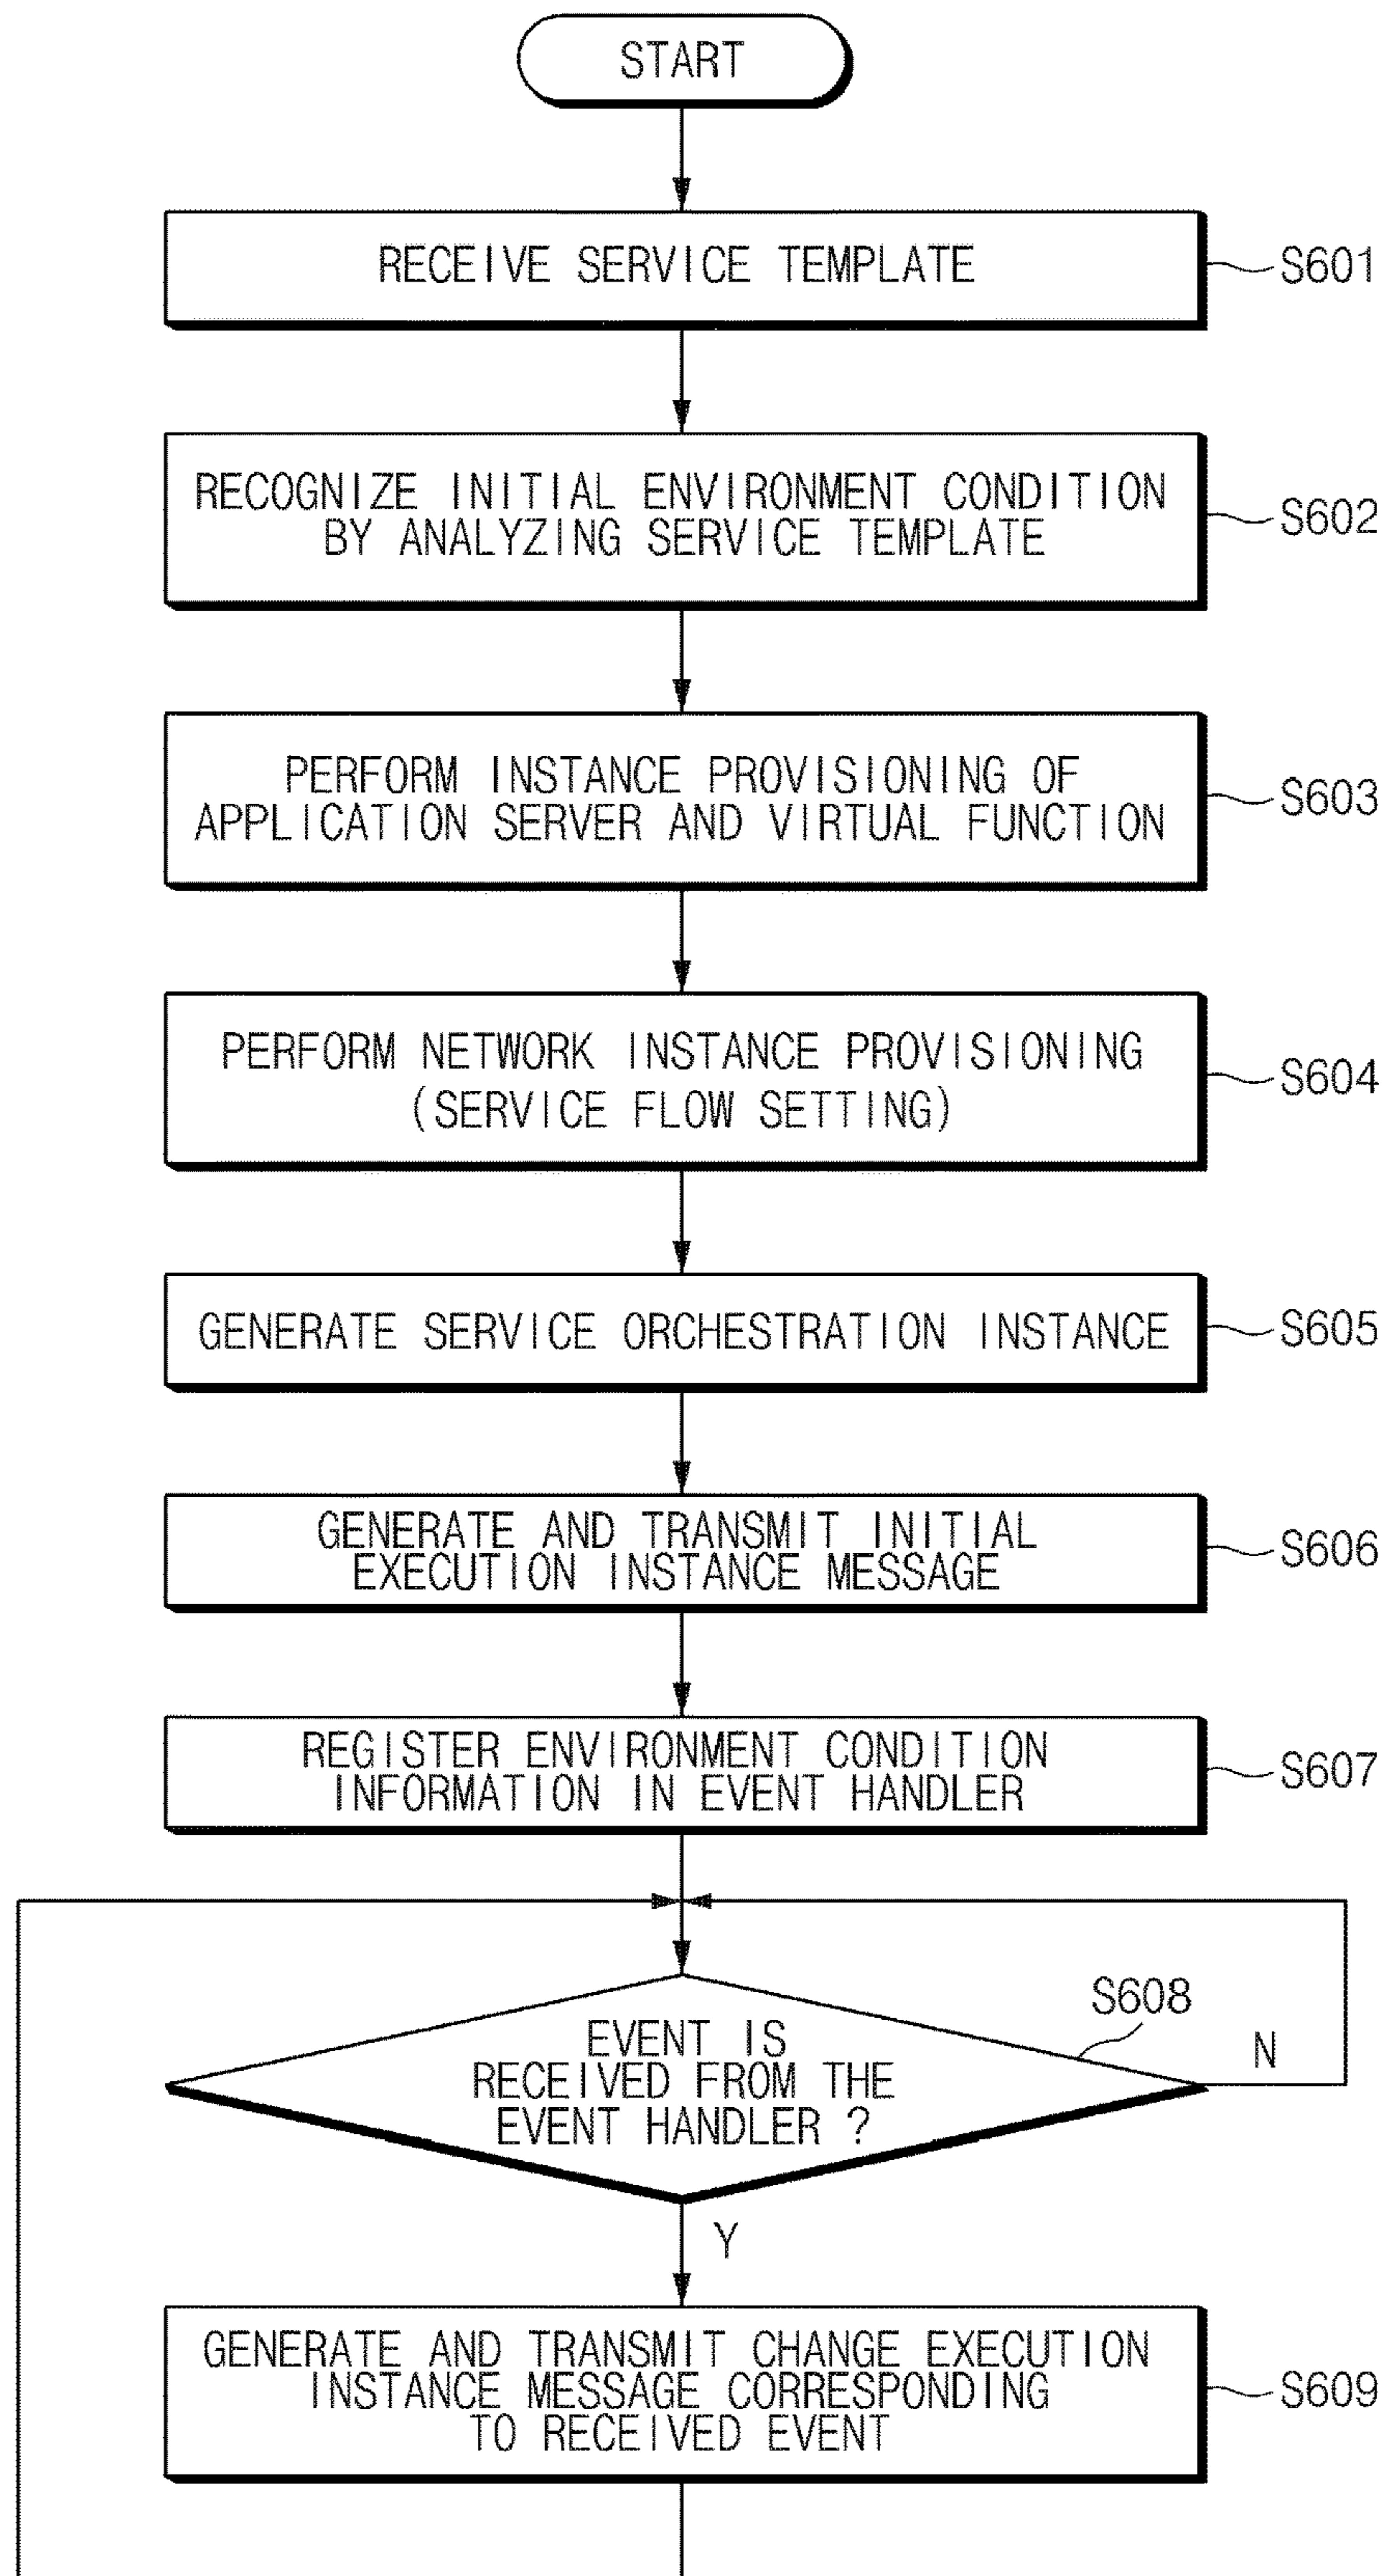 START
RECEIVE SERVICE TEMPLATE
S601
RECOGNIZE INITIAL ENVIRONMENT CONDITION
BY ANALYZING SERVICE TEMPLATE
S602
PERFORM INSTANCE PROVISIONING OF
APPLICATION SERVER AND VIRTUAL FUNCTION
S603
PERFORM NETWORK INSTANCE PROVISIONING
(SERVICE FLOW SETTING)
S604
GENERATE SERVICE ORCHESTRATION INSTANCE
S605
GENERATE AND TRANSMIT INITIAL
EXECUTION INSTANCE MESSAGE
S606
REGISTER ENVIRONMENT CONDITION
INFORMATION IN EVENT HANDLER
S607
S608
EVENT IS
RECEIVED FROM THE
EVENT HANDLER ?
N
Y
GENERATE AND TRANSMIT CHANGE EXECUTION
INSTANCE MESSAGE CORRESPONDING
TO RECEIVED EVENT
S609